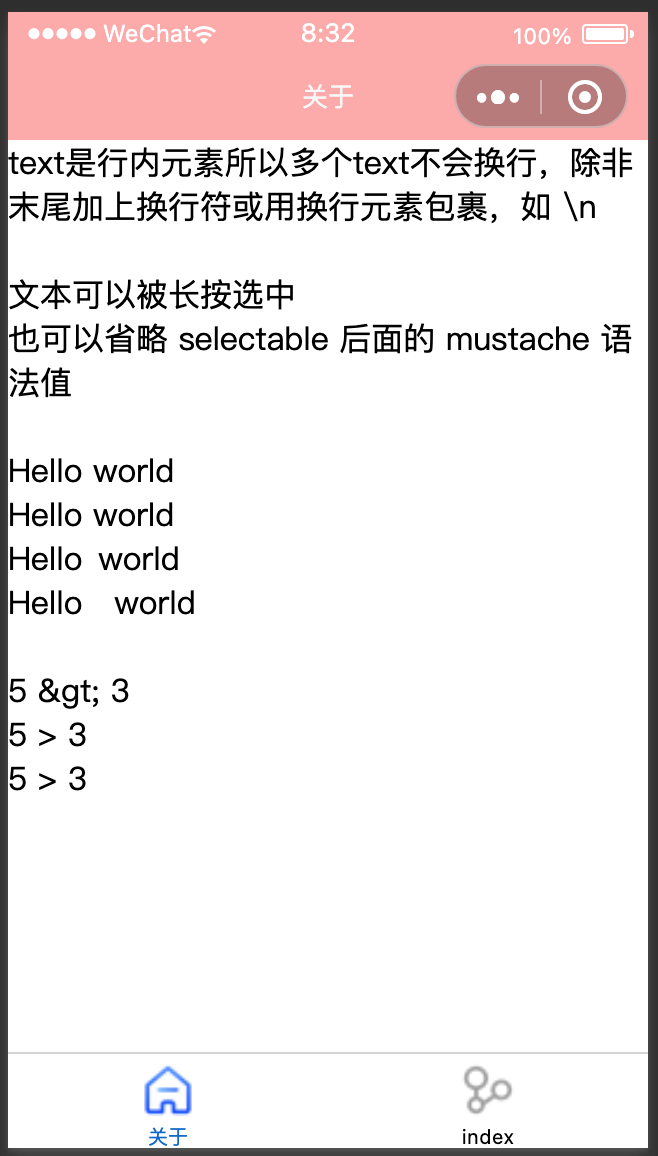 WeChat 8:32 100%
关于
text是行内元素所以多个text不会换行，除非
末尾加上换行符或用换行元素包裹，如 \n
文本可以被长按选中
也可以省略 selectable 后面的 mustache 语
法值
Hello world
Hello world
Hello  world
Hello   world
5 &gt; 3
5 > 3
5 > 3
关于 index